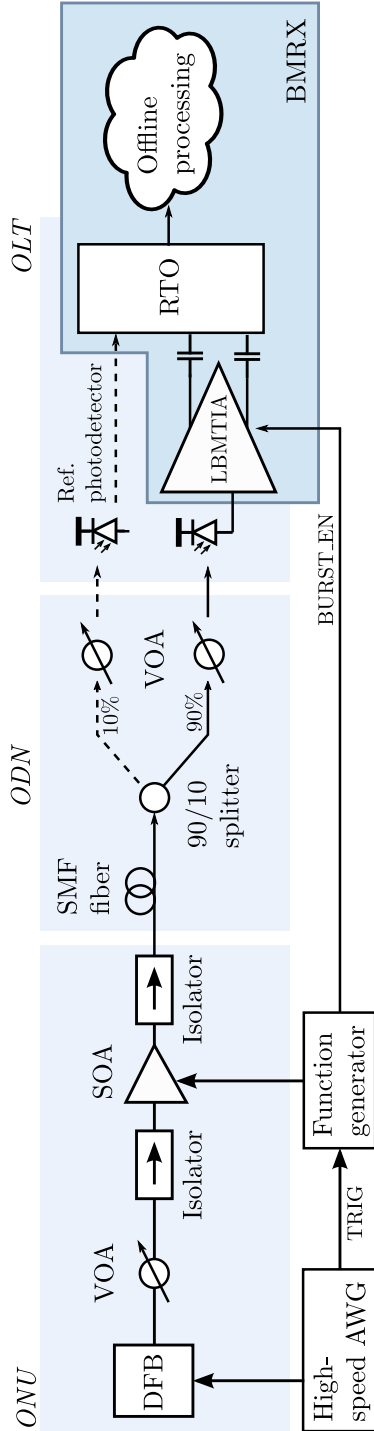 ONU
ODN
OLT
DFB
VOA
Isolator
SOA
Isolator
SMF
fiber
90/10
splitter
10%
90%
VOA
Ref.
photodetector
LBMTIA
RTO
Offline
processing
BMRX
High-
speed AWG
TRIG
Function
generator
BURST_EN